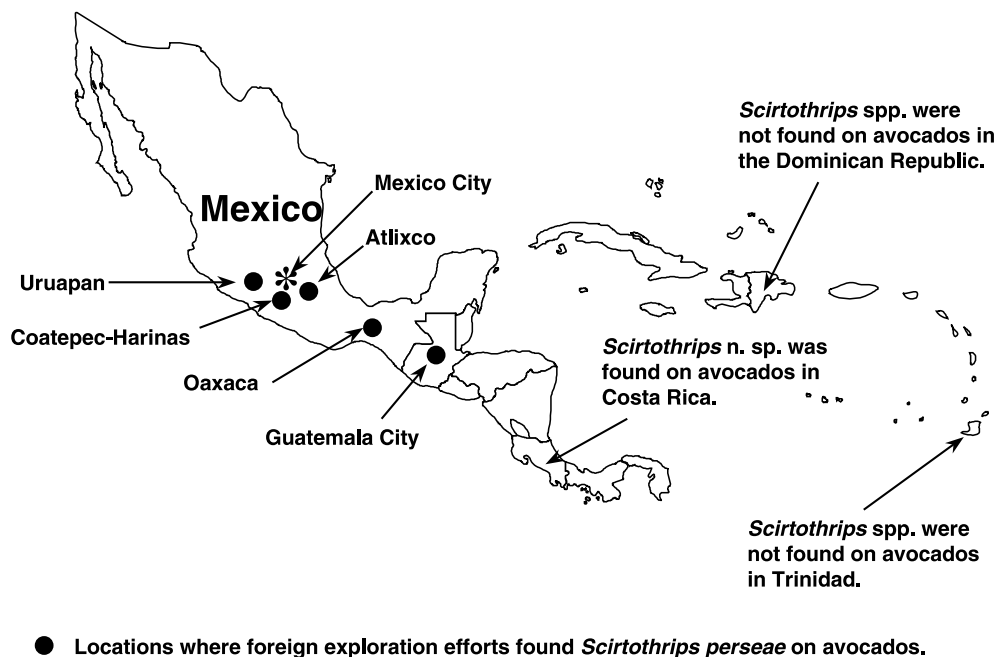 Scirtothrips spp. were
not found on avocados in
the Dominican Republic.
Mexico City
Mexico
Atlixco
Uruapan
Coatepec-Harinas
Oaxaca
Guatemala City
Scirtothrips n. sp. was
found on avocados in
Costa Rica.
Scirtothrips spp. were
not found on avocados
in Trinidad.
Locations where foreign exploration efforts found Scirtothrips perseae on avocados.